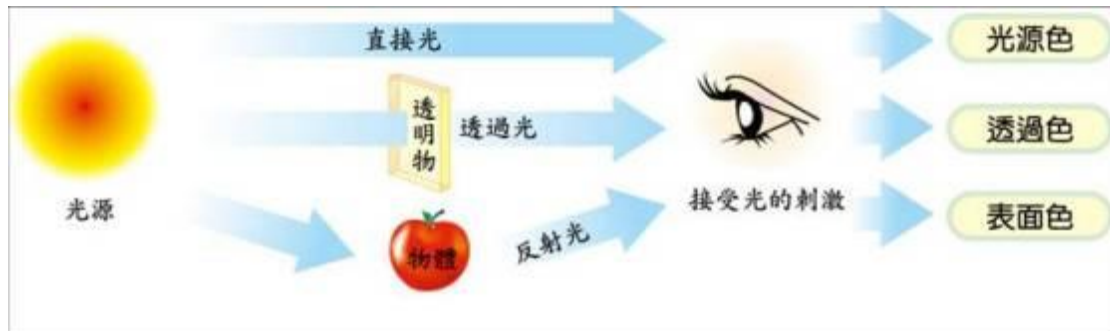 直接光
光源色
透明物
透過光
透過色
光源
接受光的刺激
物體
反射光
表面色